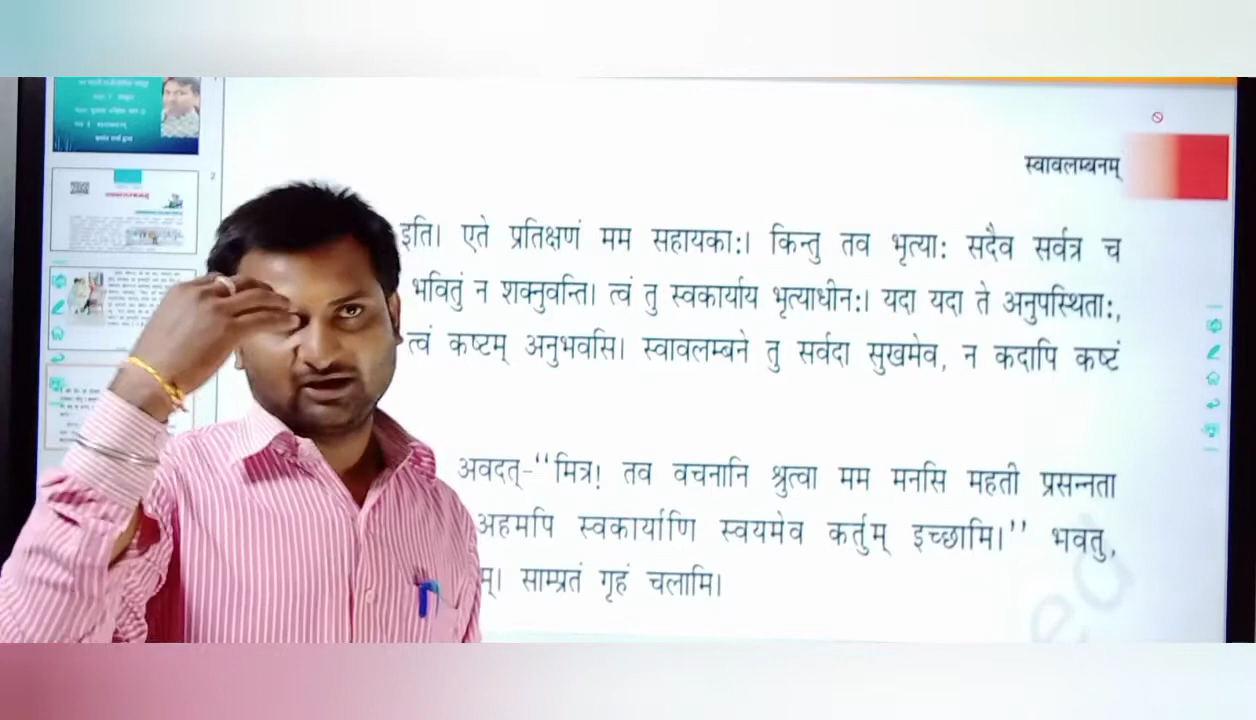 स्वावलम्बनम्
इति। एते प्रतिक्षणं मम सहायकाः। किन्तु तव भृत्याः सदैव सर्वत्र च
भवितुं न शक्नुवन्ति। त्वं तु स्वकार्याय भृत्याधीनः। यदा यदा ते अनुपस्थिताः,
त्वं कष्टम् अनुभवसि। स्वावलम्बने तु सर्वदा सुखमेव, न कदापि कष्टं
अवदत्-“मित्र! तव वचनानि श्रुत्वा मम मनसि महती प्रसन्नता
अहमपि स्वकार्याणि स्वयमेव कर्तुम् इच्छामि।” भवतु,
म्। साम्प्रतं गृहं चलामि।
ed
2